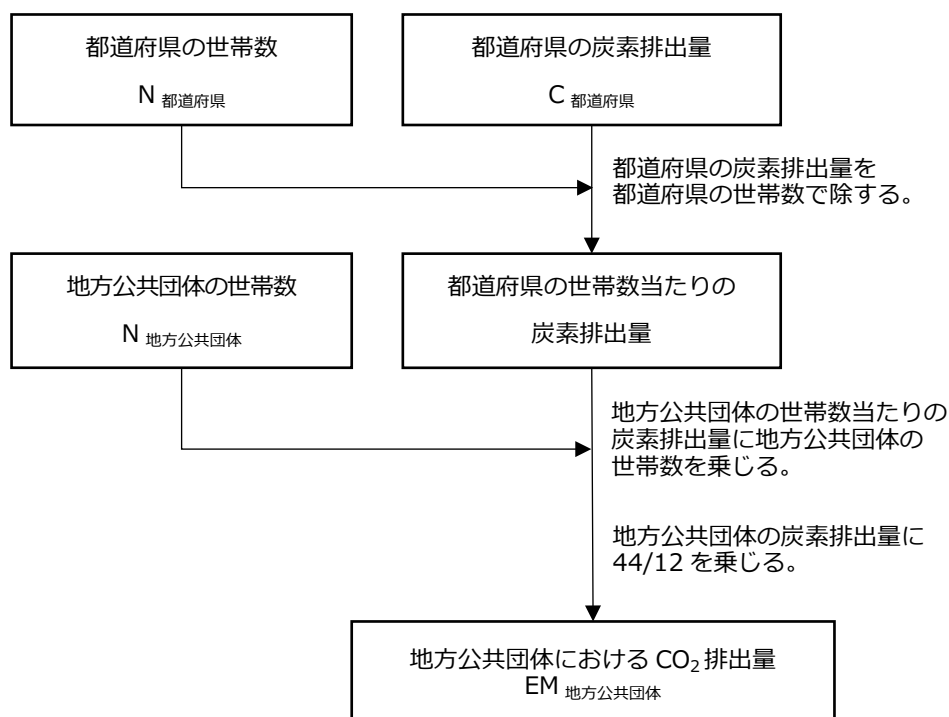 都道府県の世帯数
N 都道府県
都道府県の炭素排出量
C 都道府県
都道府県の炭素排出量を
都道府県の世帯数で除する。
地方公共団体の世帯数
N 地方公共団体
都道府県の世帯数当たりの
炭素排出量
地方公共団体の世帯数当たりの
炭素排出量に地方公共団体の
世帯数を乗じる。
地方公共団体の炭素排出量に
44/12 を乗じる。
地方公共団体における CO₂ 排出量
EM 地方公共団体